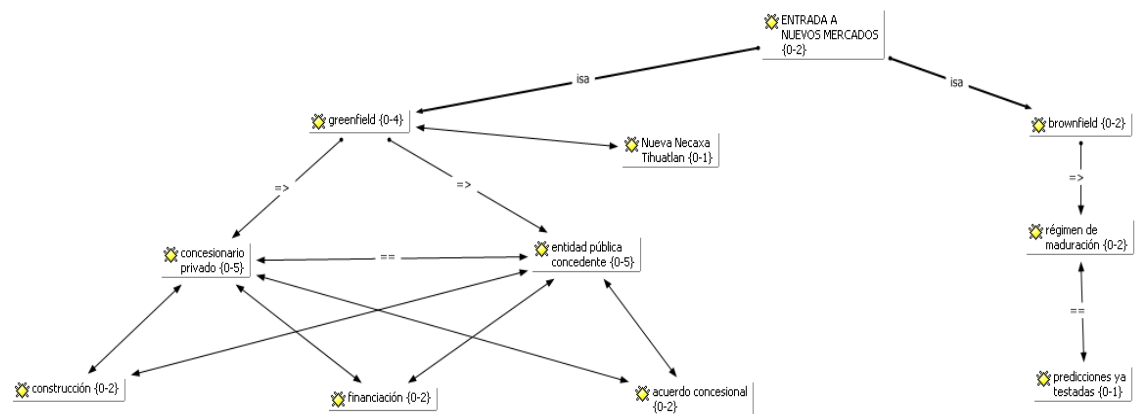 ENTRADA A
NUEVOS MERCADOS
{0-2}
isa
isa
greenfield {0-4}
brownfield {0-2}
Nueva Necaxa
Tihuatlan {0-1}
=>
=>
=>
concesionario
privado {0-5}
==
entidad pública
concedente {0-5}
régimen de
maduración {0-2}
==
construcción {0-2}
financiación {0-2}
acuerdo concesional
{0-2}
predicciones ya
testadas {0-1}